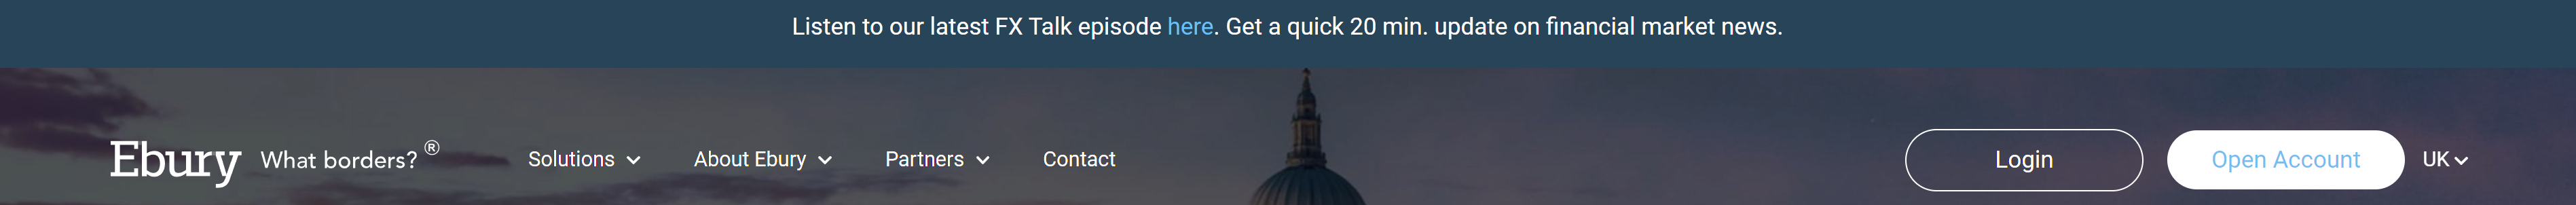 Listen to our latest FX Talk episode here. Get a quick 20 min. update on financial market news.
Ebury What borders? ® Solutions About Ebury Partners Contact Login Open Account UK